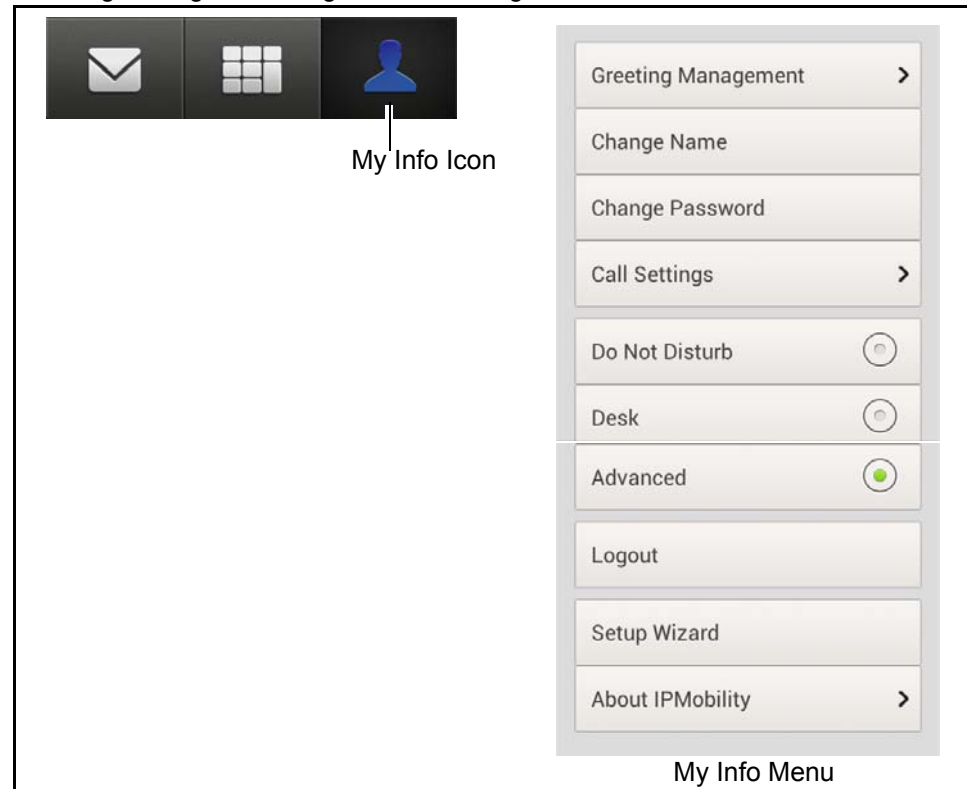 My Info Icon
Greeting Management
Change Name
Change Password
Call Settings
Do Not Disturb
Desk
Advanced
Logout
Setup Wizard
About IPMobility
My Info Menu